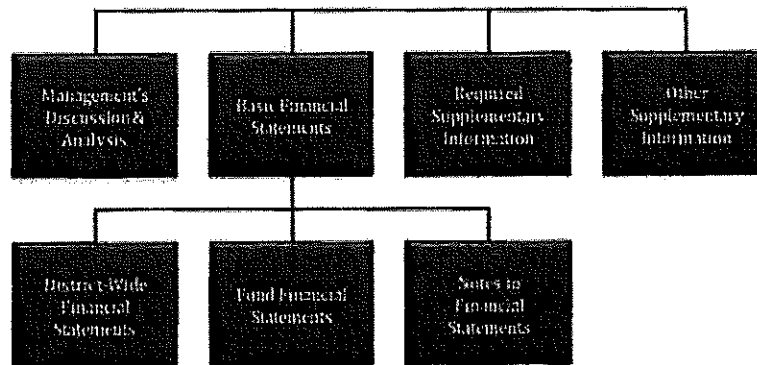 Management's
Discussion &
Analysis
Basic Financial
Statements
Required
Supplementary
Information
Other
Supplementary
Information
District-Wide
Financial
Statements
Fund Financial
Statements
Notes to
Financial
Statements